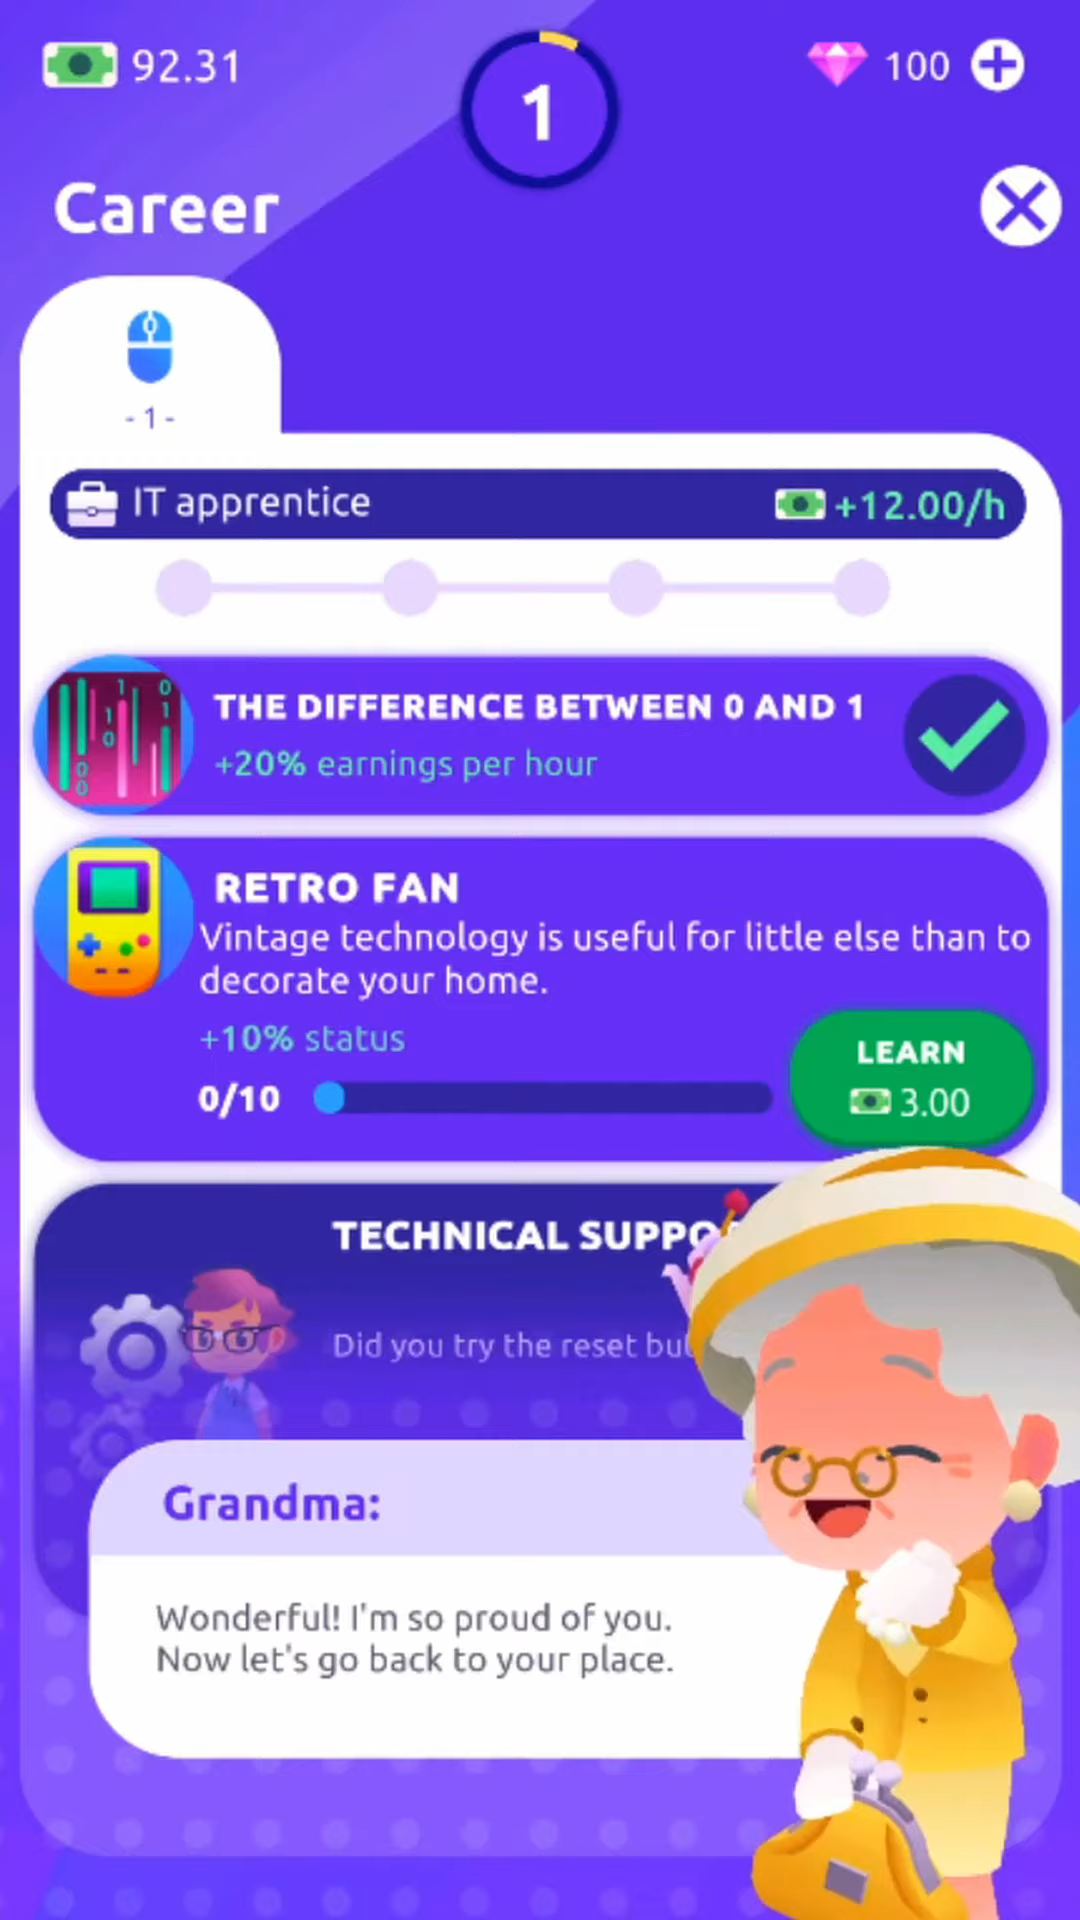 92.31
1
100
Career
- 1 -
IT apprentice
+12.00/h
THE DIFFERENCE BETWEEN 0 AND 1
+20% earnings per hour
RETRO FAN
Vintage technology is useful for little else than to
decorate your home.
+10% status
0/10
LEARN
3.00
TECHNICAL
Did you try the reset
Grandma:
Wonderful! I'm so proud of you.
Now let's go back to your place.